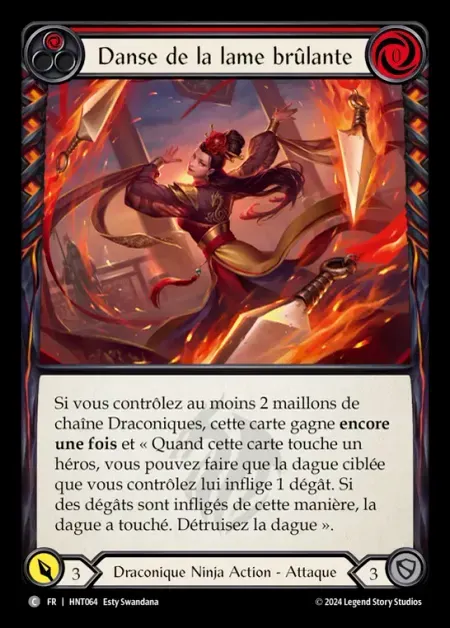 Danse de la lame brûlante
0
Si vous contrôlez au moins 2 maillons de
chaîne Draconiques, cette carte gagne encore
une fois et « Quand cette carte touche un
héros, vous pouvez faire que la dague ciblée
que vous contrôlez lui inflige 1 dégât. Si
des dégâts sont infligés de cette manière, la
dague a touché. Détruisez la dague ».
3 Draconique Ninja Action - Attaque 3
C FR | HNT064 Esty Swandana © 2024 Legend Story Studios